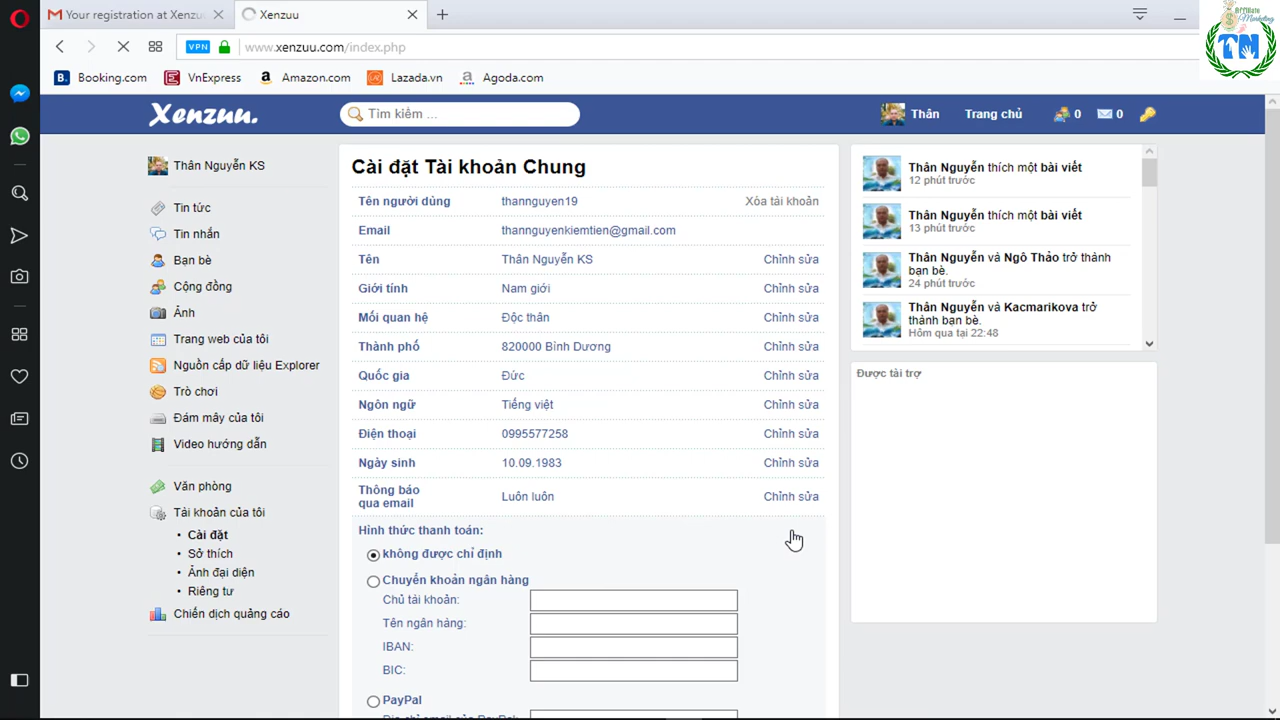 Your registration at Xenzuu
Xenzuu
Affiliate
Marketing
TN
VPN
www.xenzuu.com/index.php
Booking.com
VnExpress
Amazon.com
Lazada.vn
Agoda.com
Xenzuu.
Tìm kiếm ...
Thân
Trang chủ
0
0
Thân Nguyễn KS
Tin tức
Tin nhắn
Bạn bè
Cộng đồng
Ảnh
Trang web của tôi
Nguồn cấp dữ liệu Explorer
Trò chơi
Đám mây của tôi
Video hướng dẫn
Văn phòng
Tài khoản của tôi
• Cài đặt
• Sở thích
• Ảnh đại diện
• Riêng tư
Chiến dịch quảng cáo
Cài đặt Tài khoản Chung
Tên người dùng thannguyen19 Xóa tài khoản
Email thannguyenkiemtien@gmail.com
Tên Thân Nguyễn KS Chỉnh sửa
Giới tính Nam giới Chỉnh sửa
Mối quan hệ Độc thân Chỉnh sửa
Thành phố 820000 Bình Dương Chỉnh sửa
Quốc gia Đức Chỉnh sửa
Ngôn ngữ Tiếng việt Chỉnh sửa
Điện thoại 0995577258 Chỉnh sửa
Ngày sinh 10.09.1983 Chỉnh sửa
Thông báo
qua email Luôn luôn Chỉnh sửa
Hình thức thanh toán:
không được chỉ định
Chuyển khoản ngân hàng
Chủ tài khoản:
Tên ngân hàng:
IBAN:
BIC:
PayPal
Địa chỉ email của PayPal:
Thân Nguyễn thích một bài viết
12 phút trước
Thân Nguyễn thích một bài viết
13 phút trước
Thân Nguyễn và Ngô Thảo trở thành
bạn bè.
24 phút trước
Thân Nguyễn và Kacmarikova trở
thành bạn bè.
Hôm qua tại 22:48
Được tài trợ